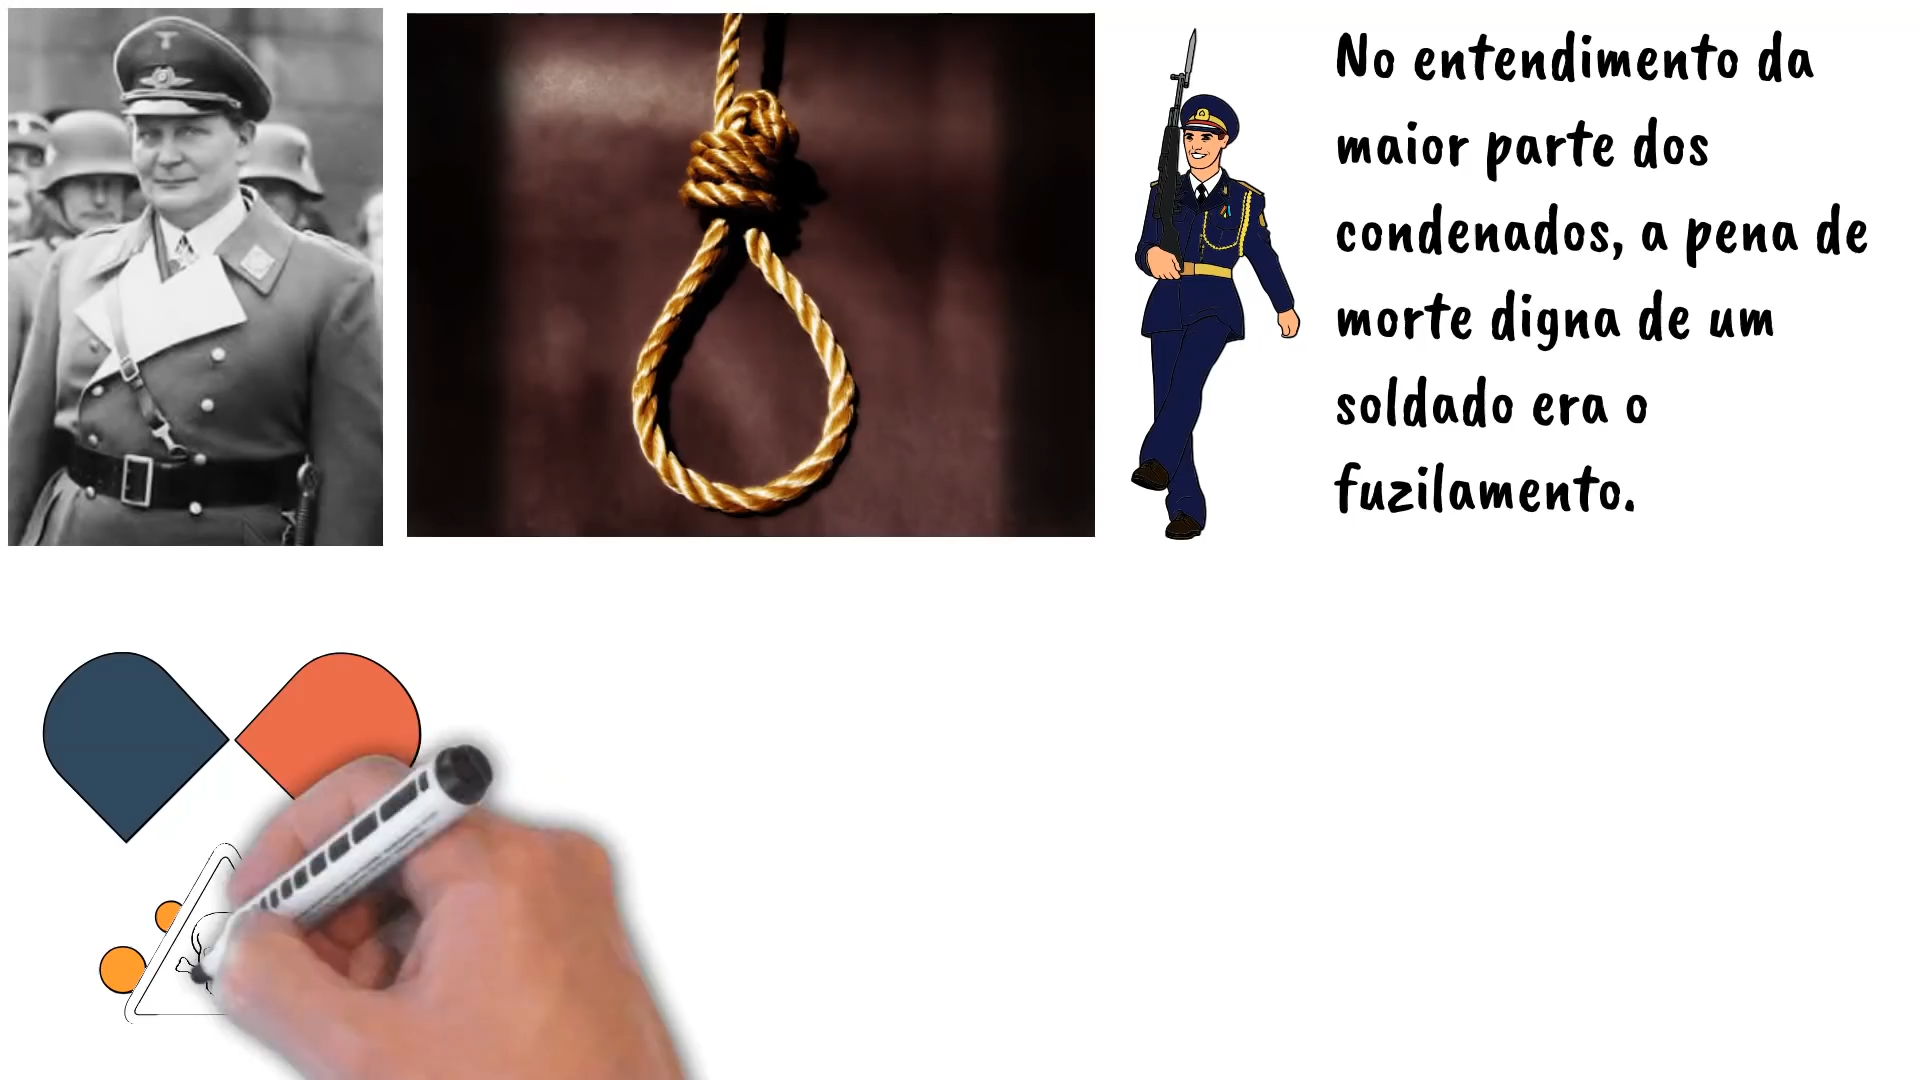 No entendimento da
maior parte dos
condenados, a pena de
morte digna de um
soldado era o
fuzilamento.